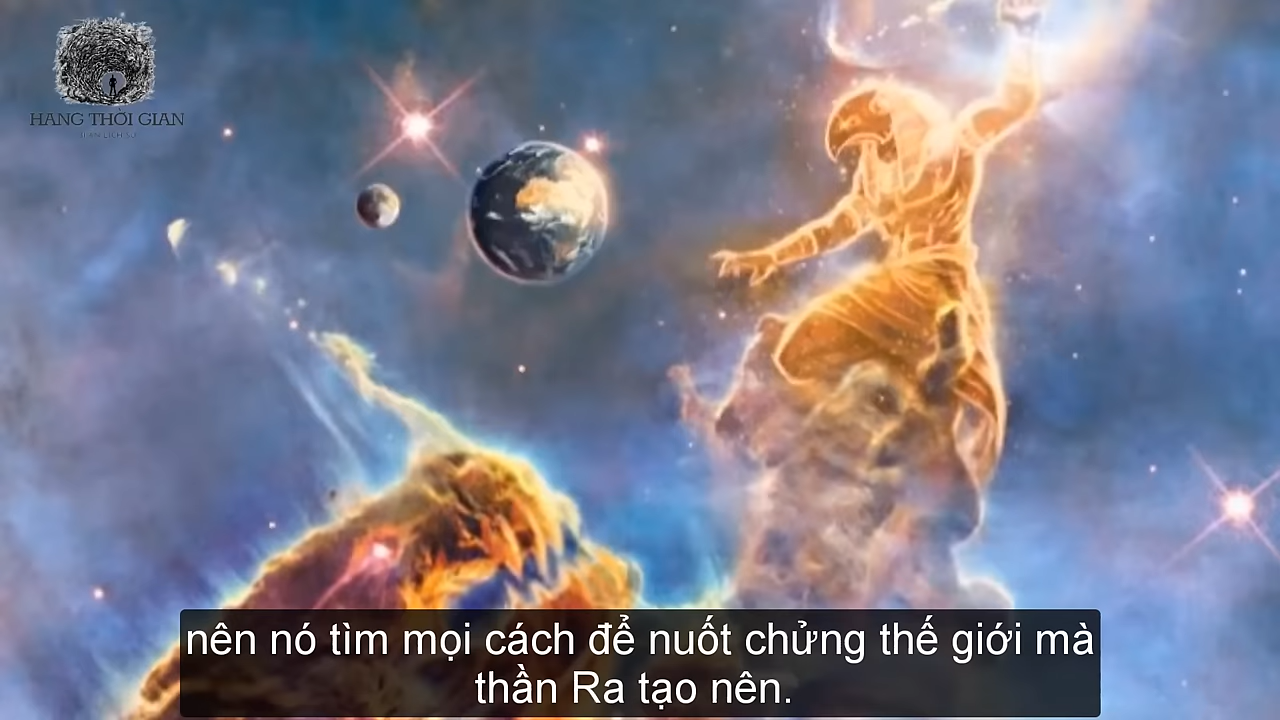 HANG THỜI GIAN
nên nó tìm mọi cách để nuốt chửng thế giới mà
thần Ra tạo nên.